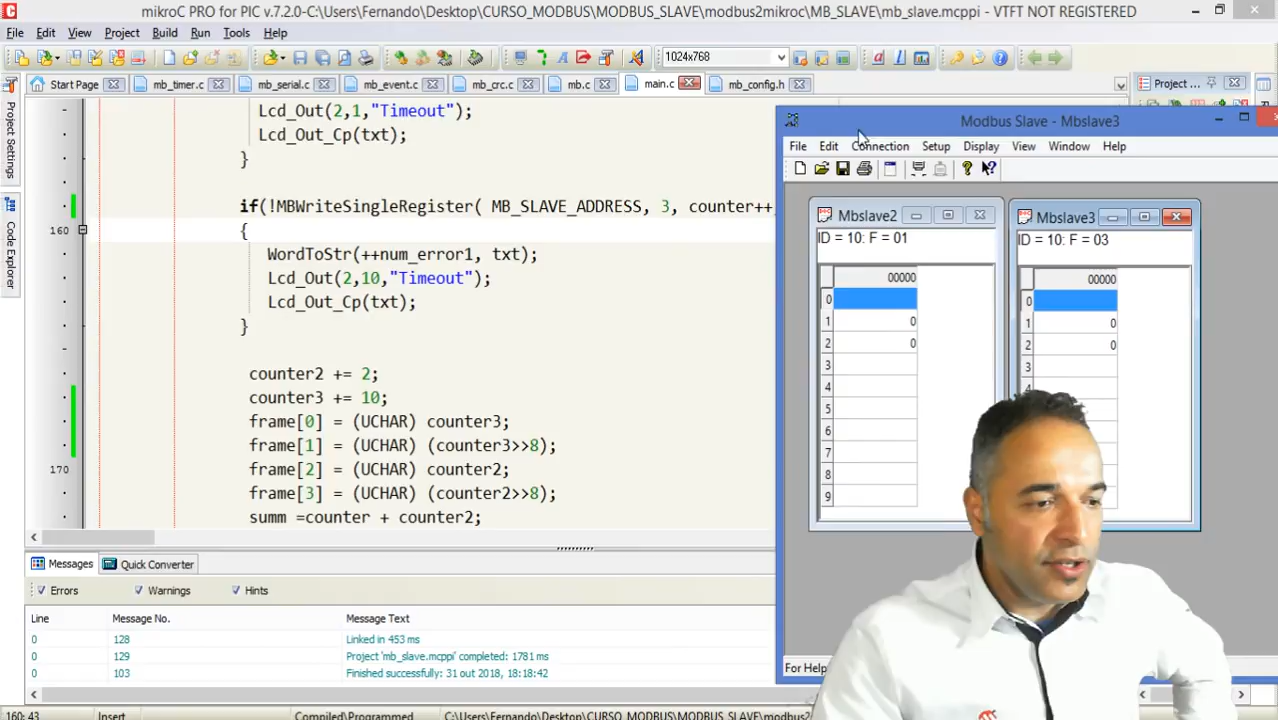 mikroC PRO for PIC v.7.2.0-C:\Users\Fernando\Desktop\CURSO_MODBUS\MODBUS_SLAVE\modbus2mikroc\MB_SLAVE\mb_slave.mcppi - VTFT NOT REGISTERED
File Edit View Project Build Run Tools Help
1024x768
Start Page mb_timer.c mb_serial.c mb_event.c mb_crc.c mb.c main.c mb_config.h Project ...
Project Settings
Code Explorer
Lcd_Out(2,1,"Timeout");
Lcd_Out_Cp(txt);
}
if(!MBWriteSingleRegister( MB_SLAVE_ADDRESS, 3, counter++
160 {
WordToStr(++num_error1, txt);
Lcd_Out(2,10,"Timeout");
Lcd_Out_Cp(txt);
}
counter2 += 2;
counter3 += 10;
frame[0] = (UCHAR) counter3;
frame[1] = (UCHAR) (counter3>>8);
170 frame[2] = (UCHAR) counter2;
frame[3] = (UCHAR) (counter2>>8);
summ =counter + counter2;
Modbus Slave - Mbslave3
File Edit Connection Setup Display View Window Help
Mbslave2
ID = 10: F = 01
00000
0
1 0
2 0
3
4
5
6
7
8
9
Mbslave3
ID = 10: F = 03
00000
0
1 0
2 0
3
4
For Help
Messages Quick Converter
Errors Warnings Hints
Line Message No. Message Text
0 128 Linked in 453 ms
0 129 Project 'mb_slave.mcppi' completed: 1781 ms
0 103 Finished successfully: 31 out 2018, 18:18:42
160: 43 Insert Compiled/Programmed C:\Users\Fernando\Desktop\CURSO_MODBUS\MODBUS_SLAVE\modbus2